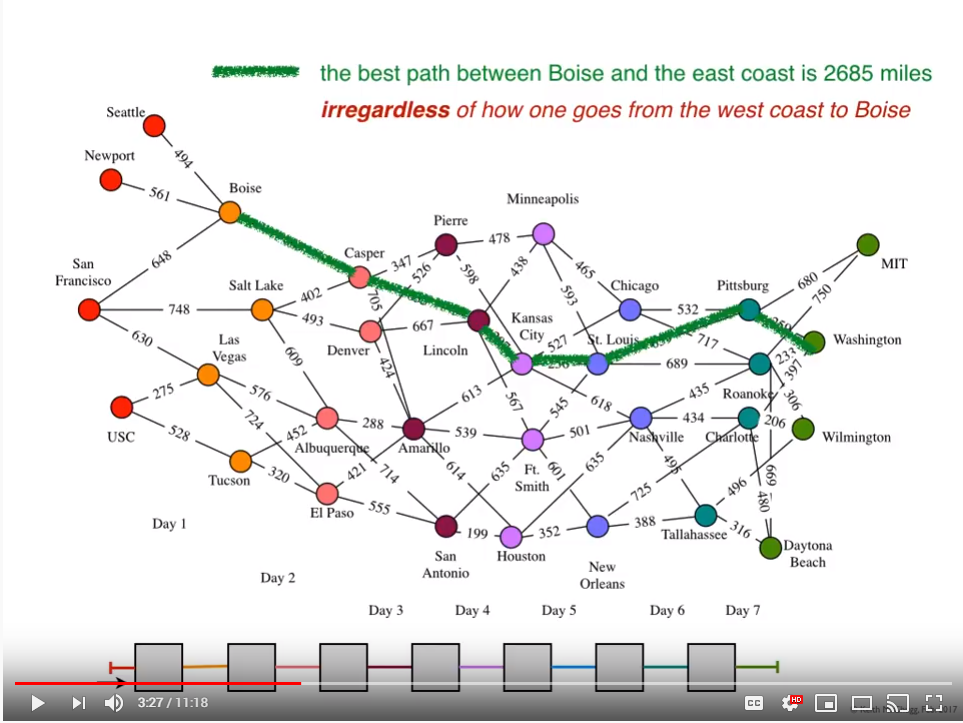 the best path between Boise and the east coast is 2685 miles
irregardless of how one goes from the west coast to Boise
Seattle
494
Newport
561
Boise
648
San
Francisco
748
Salt Lake
402
493
630
Las
Vegas
609
275
USC
528
576
724
452
Tucson
320
Albuquerque
288
421
714
El Paso
555
Casper
347
526
705
Denver
667
424
Pierre
478
598
438
Lincoln
Minneapolis
465
593
Kansas
City
527
256
567
613
Amarillo
539
614
635
San
Antonio
199
Houston
352
Ft.
Smith
545
618
501
601
635
New
Orleans
388
725
Chicago
532
717
St. Louis
689
435
Nashville
434
495
Tallahassee
316
496
Pittsburg
680
750
MIT
Washington
233
397
Roanoke
306
Charlotte
206
Wilmington
669
480
Daytona
Beach
Day 1
Day 2
Day 3
Day 4
Day 5
Day 6
Day 7
3:27 / 11:18
CC
HD
2017